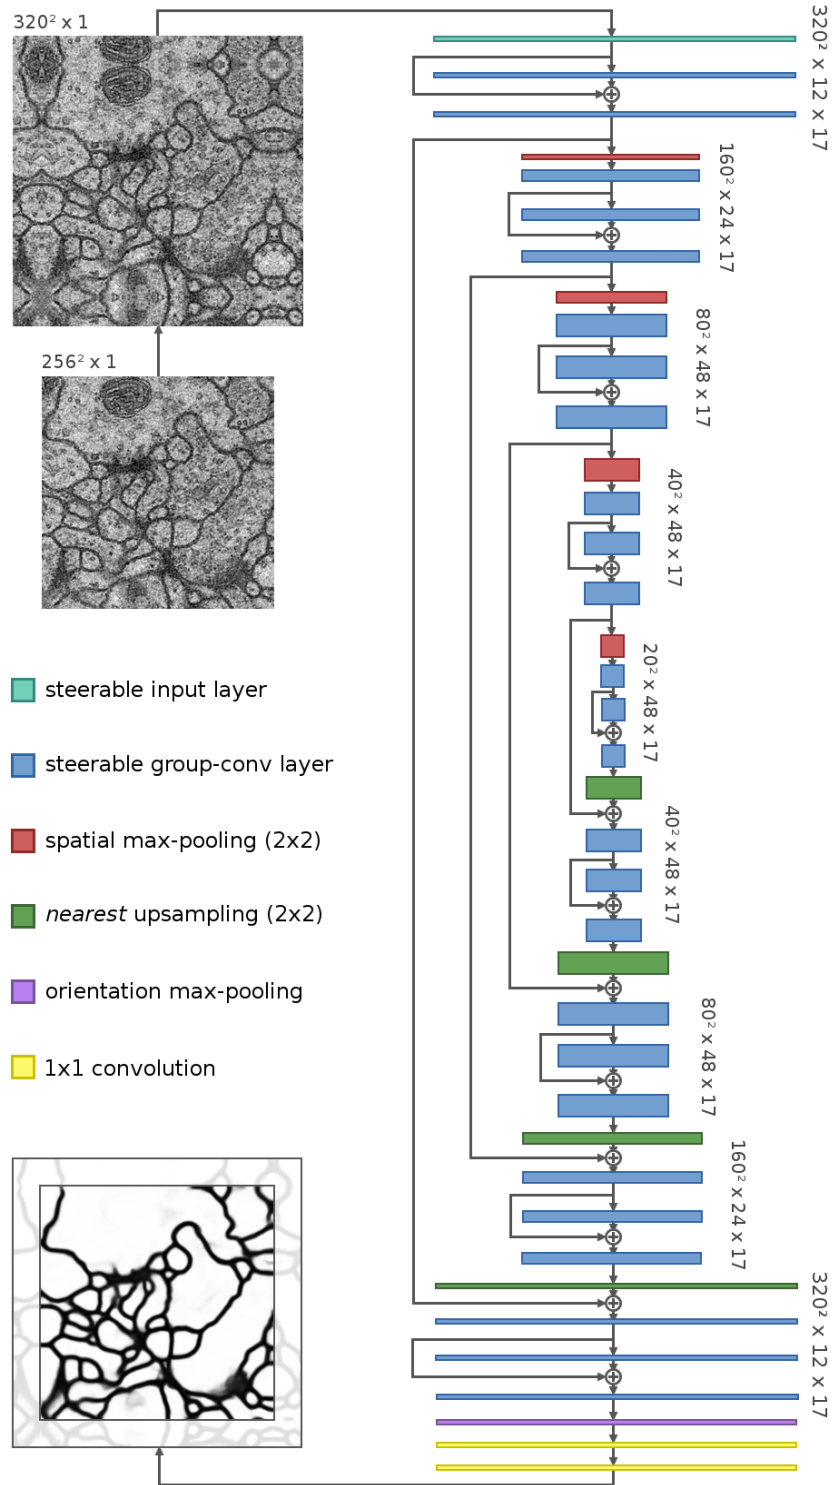 320² x 1
256² x 1
steerable input layer
steerable group-conv layer
spatial max-pooling (2x2)
nearest upsampling (2x2)
orientation max-pooling
1x1 convolution
320² x 12 x 17
160² x 24 x 17
80² x 48 x 17
40² x 48 x 17
20² x 48 x 17
40² x 48 x 17
80² x 48 x 17
160² x 24 x 17
320² x 12 x 17